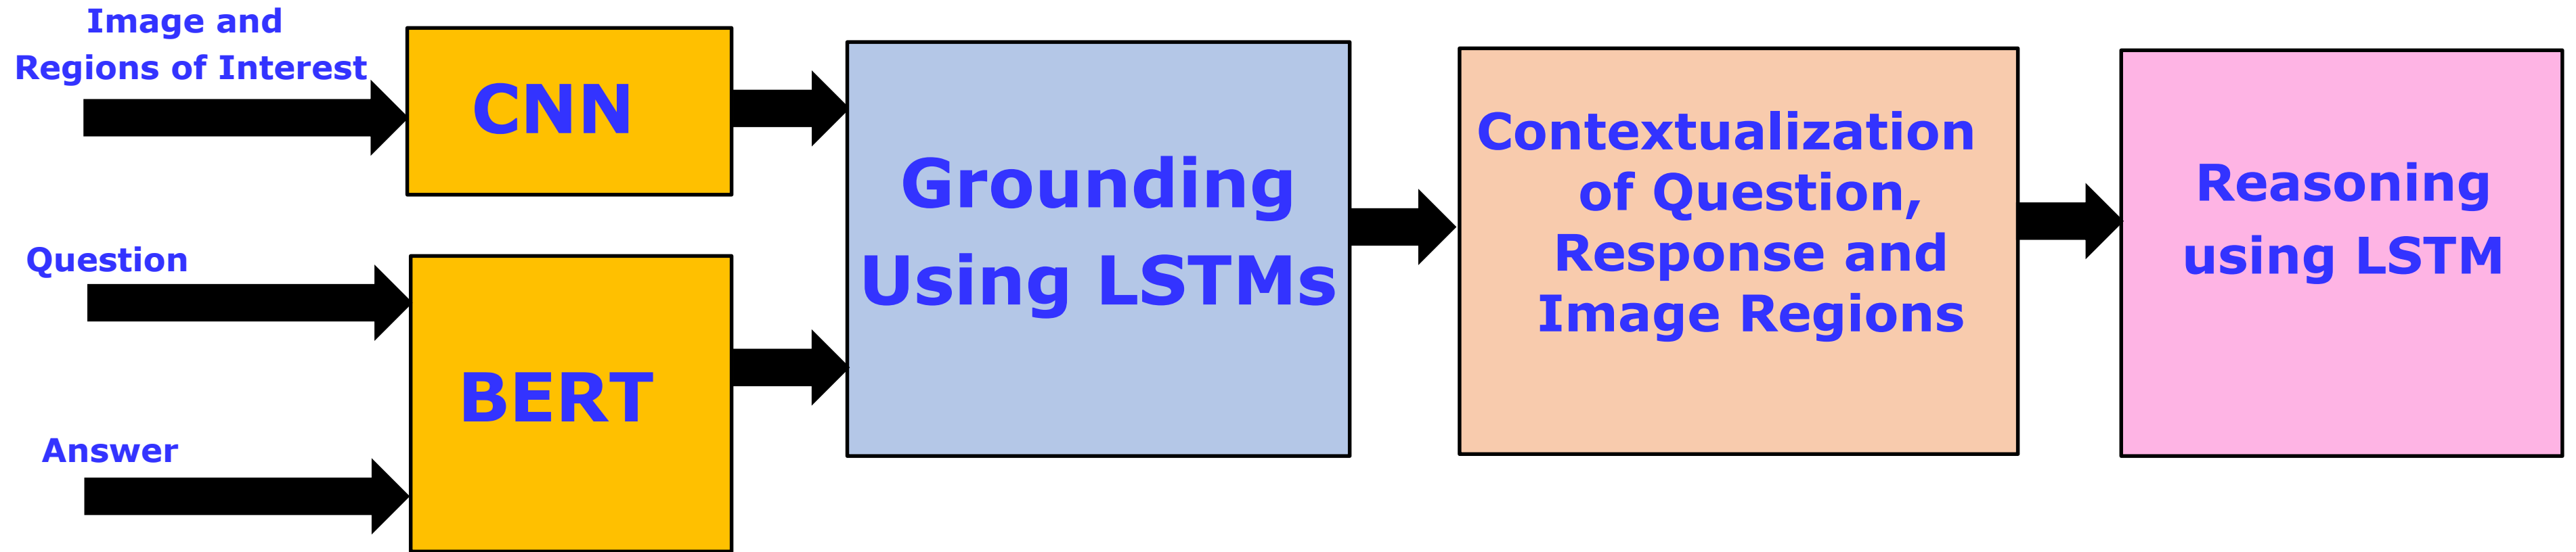 Image and
Regions of Interest
CNN
Question
BERT
Answer
Grounding
Using LSTMs
Contextualization
of Question,
Response and
Image Regions
Reasoning
using LSTM